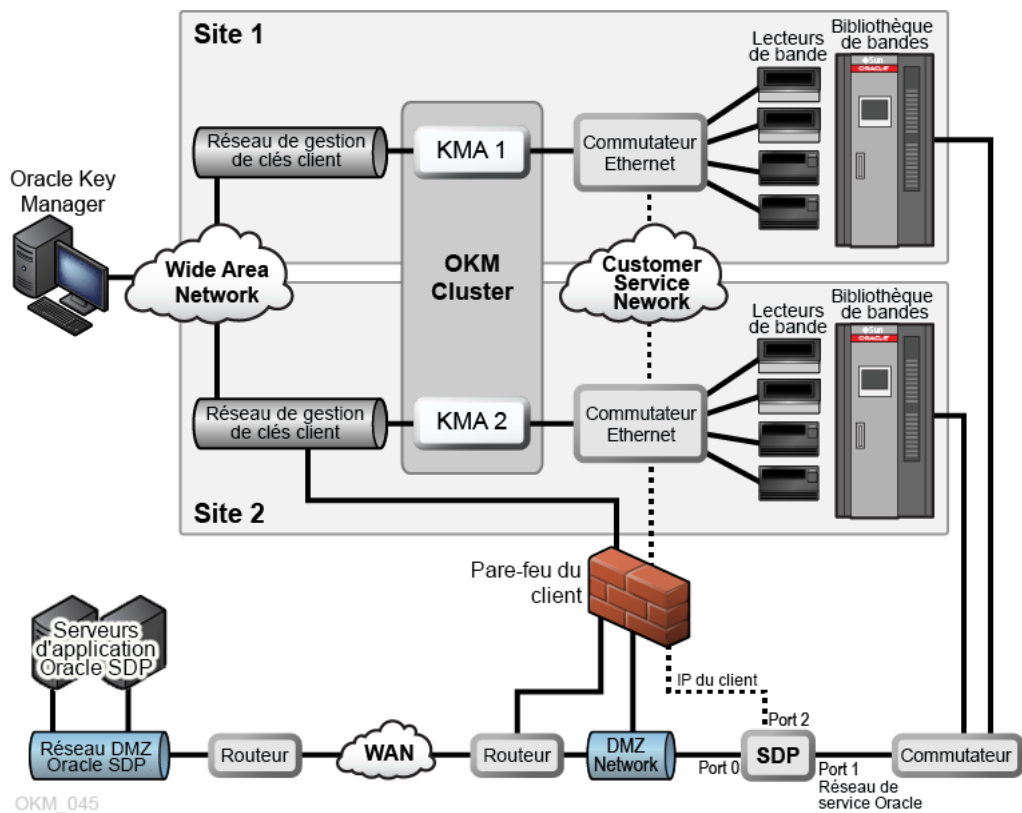 Site 1
Lecteurs
de bande
Bibliothèque
de bandes
Sun
ORACLE
Réseau de gestion
de clés client
KMA 1
Commutateur
Ethernet
Oracle Key
Manager
Wide Area
Network
OKM
Cluster
Customer
Service
Nework
Lecteurs
de bande
Bibliothèque
de bandes
Sun
ORACLE
Réseau de gestion
de clés client
KMA 2
Commutateur
Ethernet
Site 2
Pare-feu du
client
Serveurs
d'application
Oracle SDP
IP du client
Port 2
Réseau DMZ
Oracle SDP
Routeur
WAN
Routeur
DMZ
Network
Port 0
SDP
Port 1
Réseau de
service Oracle
Commutateur
OKM_045